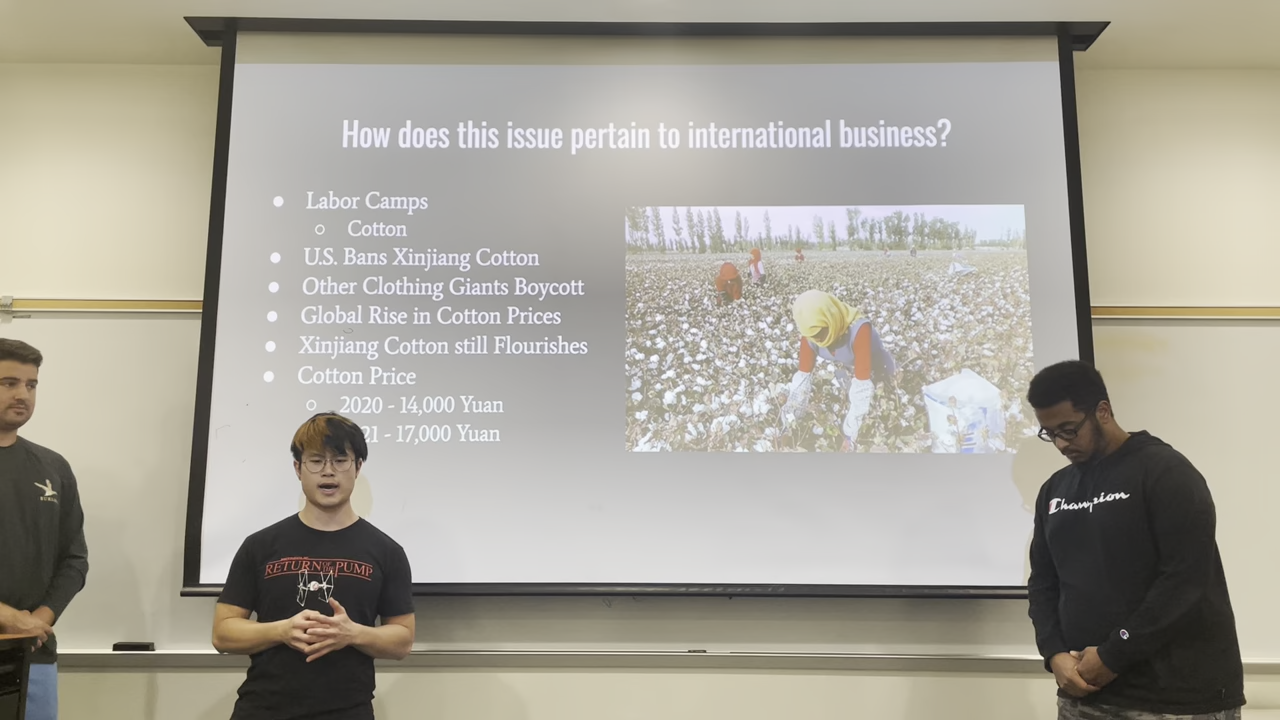 How does this issue pertain to international business?
● Labor Camps
○ Cotton
● U.S. Bans Xinjiang Cotton
● Other Clothing Giants Boycott
● Global Rise in Cotton Prices
● Xinjiang Cotton still Flourishes
● Cotton Price
○ 2020 - 14,000 Yuan
21 - 17,000 Yuan
RETURN OF THE PUMP
Champion